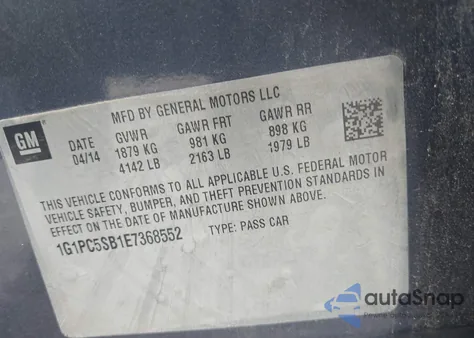 MFD BY GENERAL MOTORS LLC
GM
DATE GVWR GAWR FRT GAWR RR
04/14 1879 KG 981 KG 898 KG
4142 LB 2163 LB 1979 LB
THIS VEHICLE CONFORMS TO ALL APPLICABLE U.S. FEDERAL MOTOR
VEHICLE SAFETY, BUMPER, AND THEFT PREVENTION STANDARDS IN
EFFECT ON THE DATE OF MANUFACTURE SHOWN ABOVE.
1G1PC5SB1E7368552 TYPE: PASS CAR
autoSnap